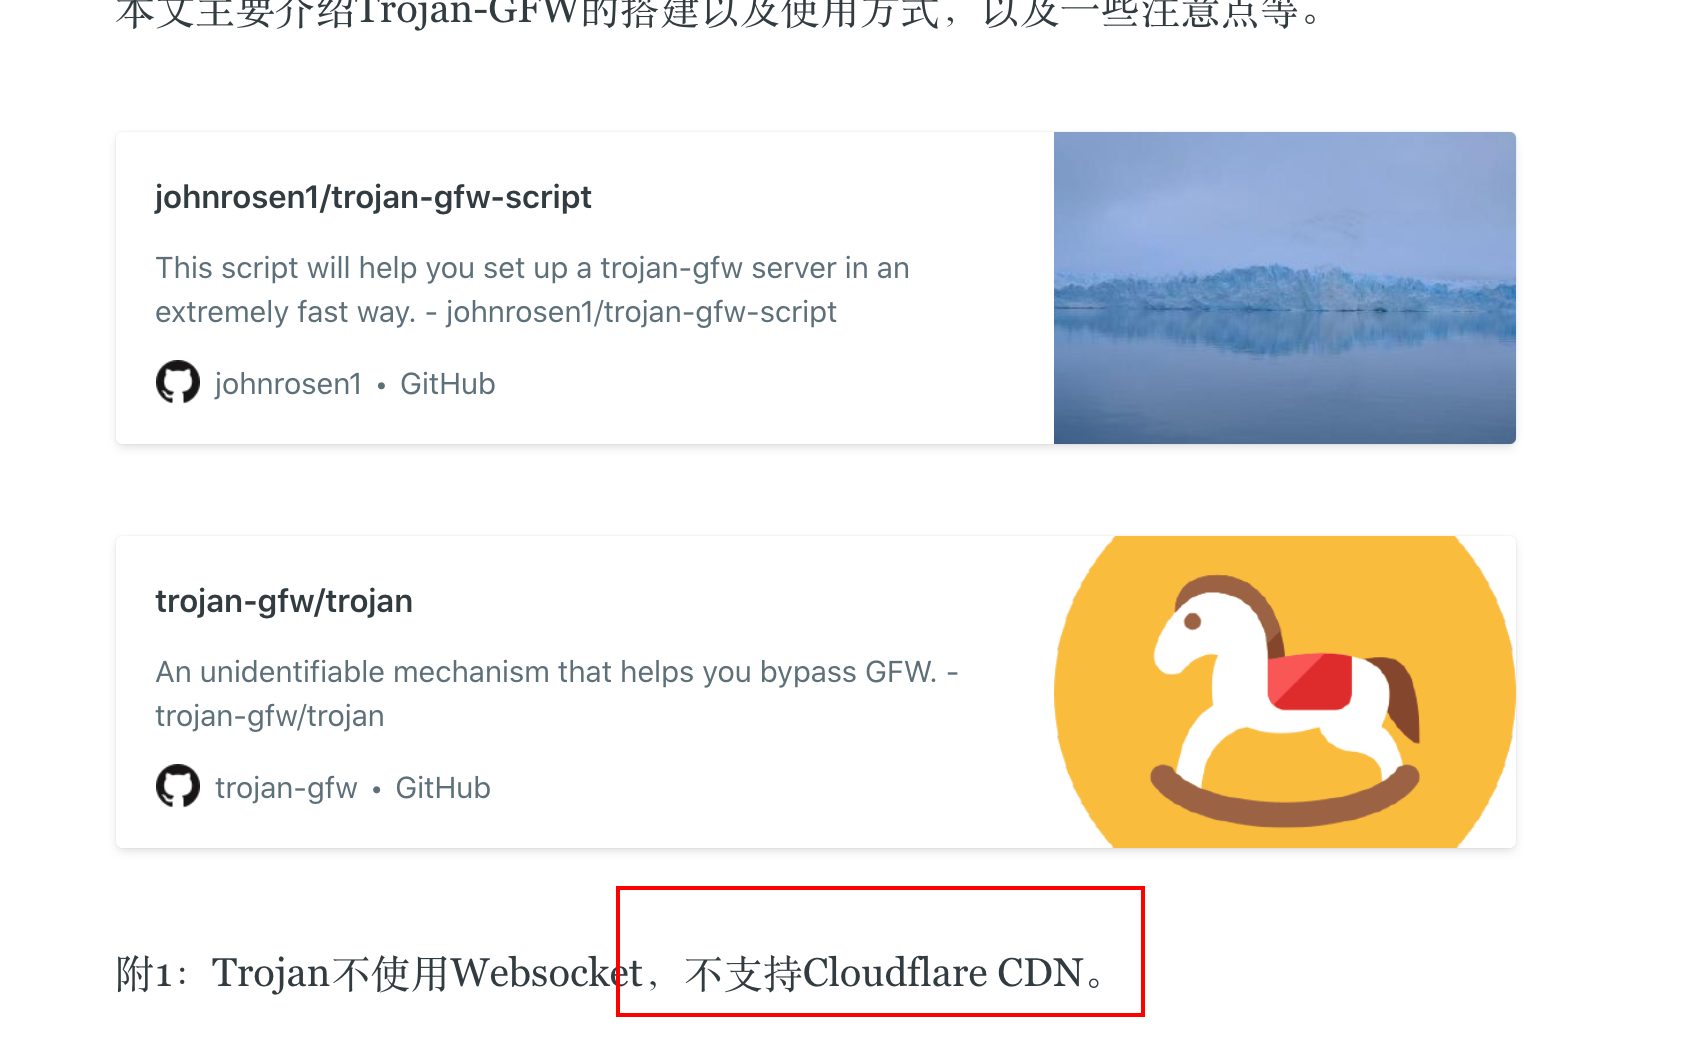 本文主要介绍Trojan-GFW的搭建以及使用方式，以及一些注意点等。
johnrosen1/trojan-gfw-script
This script will help you set up a trojan-gfw server in an
extremely fast way. - johnrosen1/trojan-gfw-script
johnrosen1 • GitHub
trojan-gfw/trojan
An unidentifiable mechanism that helps you bypass GFW. -
trojan-gfw/trojan
trojan-gfw • GitHub
附1：Trojan不使用Websocket，不支持Cloudflare CDN。